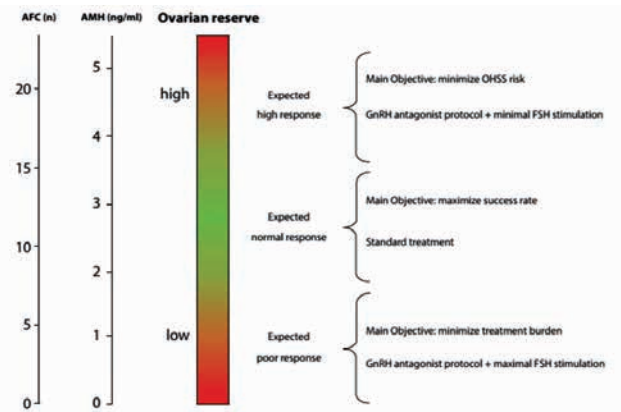 AFC (n)
AMH (ng/ml)
Ovarian reserve
20
15
10
5
0
5
4
3
2
1
0
high
low
Expected
high response
Main Objective: minimize OHSS risk
GnRH antagonist protocol + minimal FSH stimulation
Expected
normal response
Main Objective: maximize success rate
Standard treatment
Expected
poor response
Main Objective: minimize treatment burden
GnRH antagonist protocol + maximal FSH stimulation